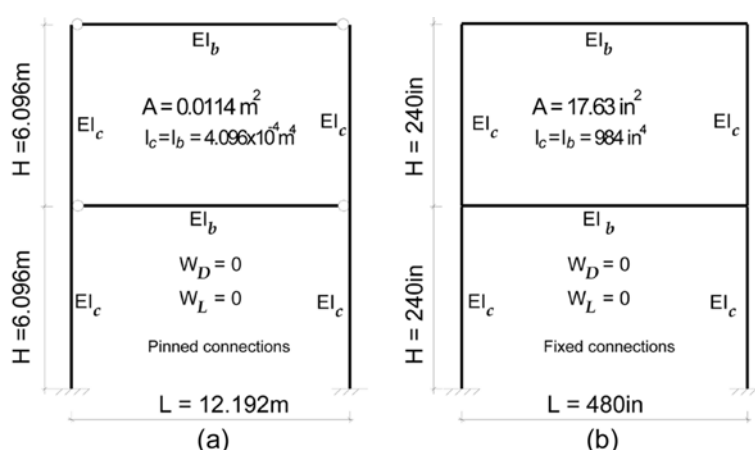 EI_b
A = 0.0114 m^2
I_c = I_b = 4.096x10^-4 m^4
EI_c
EI_c
H = 6.096m
EI_b
W_D = 0
W_L = 0
EI_c
EI_c
Pinned connections
H = 6.096m
L = 12.192m
(a)
EI_b
A = 17.63 in^2
I_c = I_b = 984 in^4
EI_c
EI_c
H = 240in
EI_b
W_D = 0
W_L = 0
EI_c
EI_c
Fixed connections
H = 240in
L = 480in
(b)